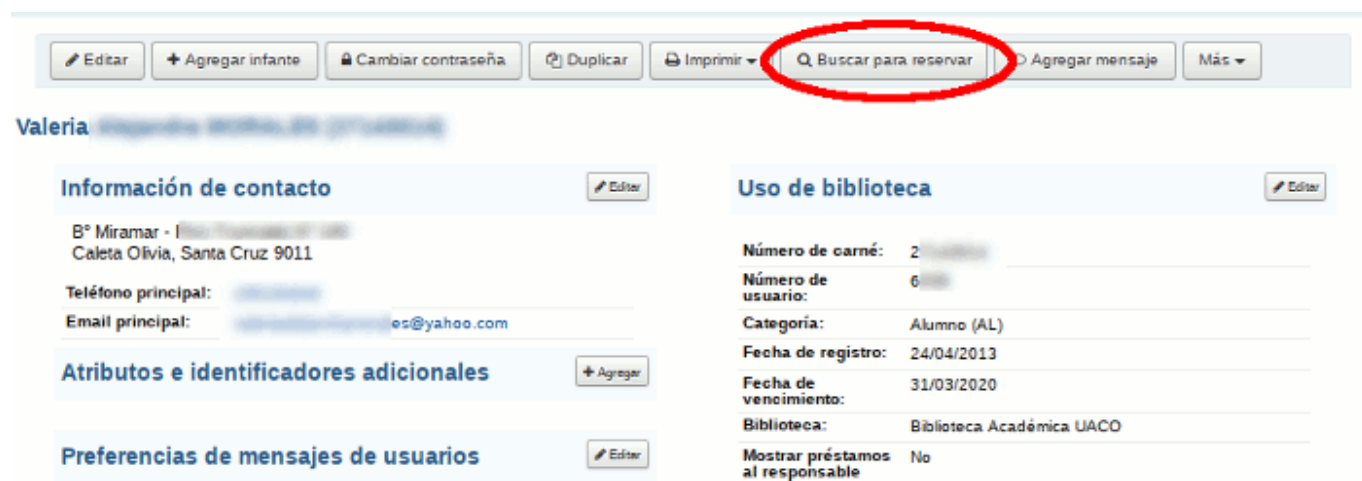 Editar Agregar infante Cambiar contraseña Duplicar Imprimir Buscar para reservar Agregar mensaje Más
Valeria
Información de contacto Editar
B° Miramar -
Caleta Olivia, Santa Cruz 9011
Teléfono principal:
Email principal: es@yahoo.com
Atributos e identificadores adicionales Agregar
Preferencias de mensajes de usuarios Editar
Uso de biblioteca Editar
Número de carné: 2
Número de
usuario: 6
Categoría: Alumno (AL)
Fecha de registro: 24/04/2013
Fecha de
vencimiento: 31/03/2020
Biblioteca: Biblioteca Académica UACO
Mostrar préstamos
al responsable No